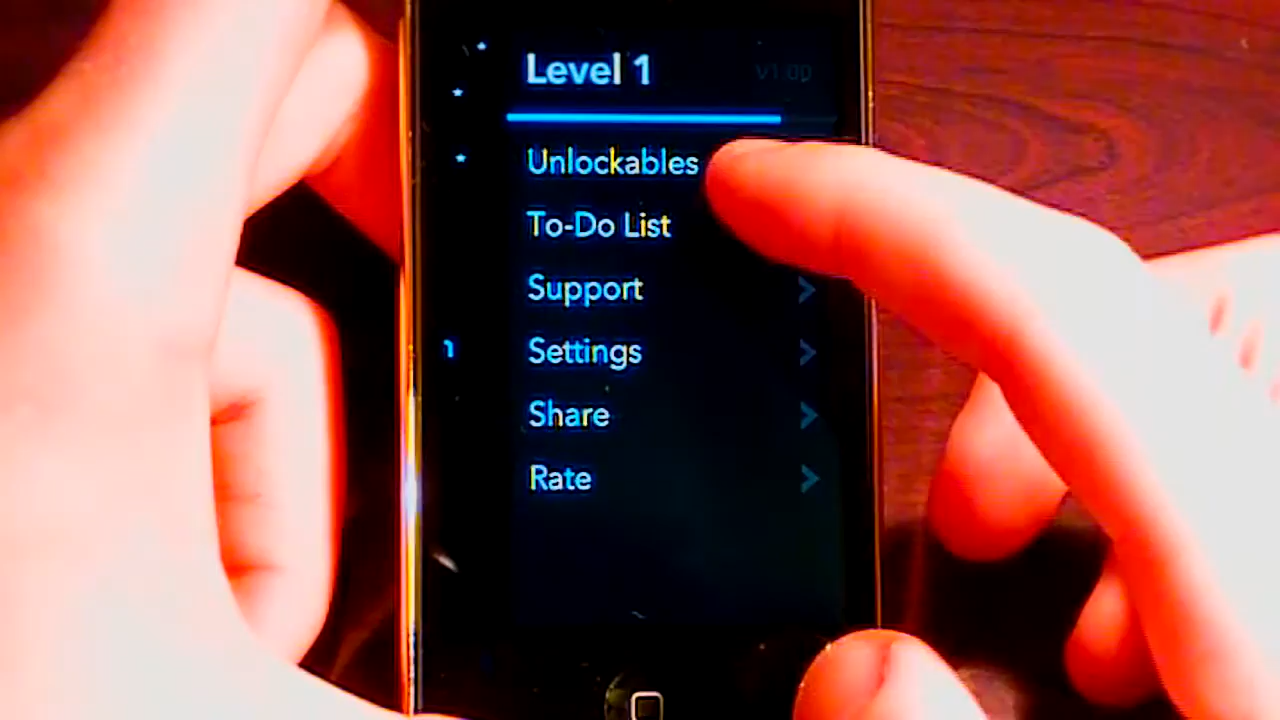 Level 1
v1.00
Unlockables
To-Do List
Support
Settings
Share
Rate